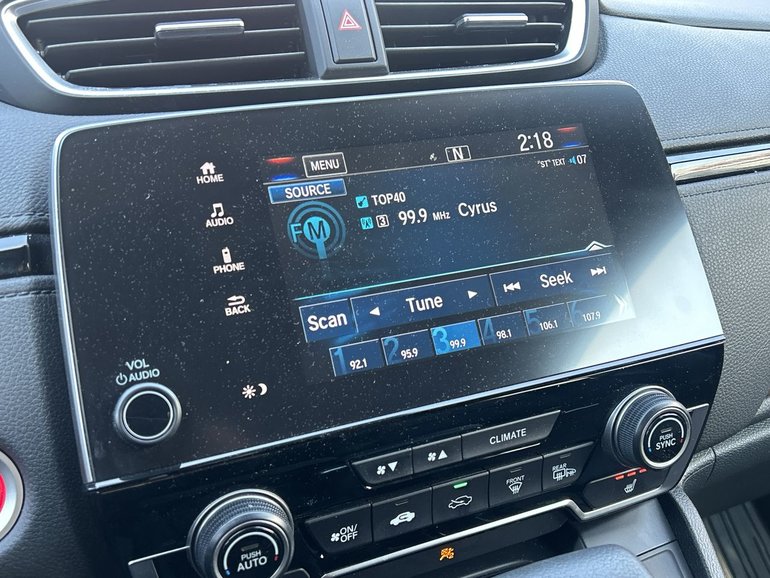 MENU
N
2:18
SOURCE
"ST" TEXT 07
HOME
TOP40
FM
3 99.9 MHz Cyrus
AUDIO
PHONE
BACK
Scan
Tune
Seek
1 92.1
2 95.9
3 99.9
4 98.1
5 106.1
6 107.9
VOL
AUDIO
CLIMATE
PUSH
SYNC
FRONT
REAR
ON/
OFF
PUSH
AUTO